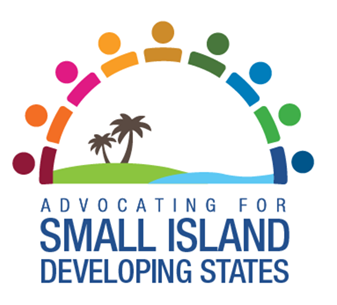 ADVOCATING FOR
SMALL ISLAND
DEVELOPING STATES